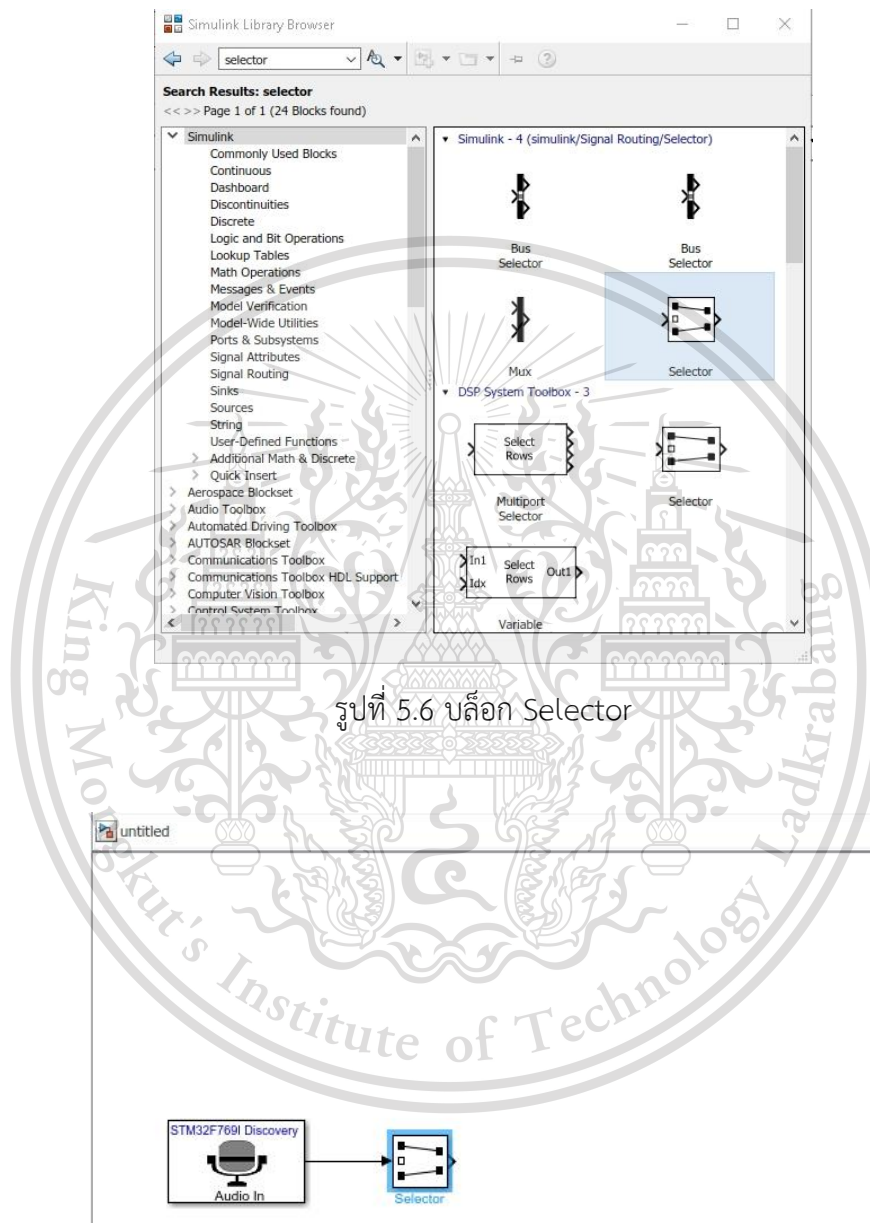 Simulink Library Browser
selector
Search Results: selector
<< >> Page 1 of 1 (24 Blocks found)
Simulink
Commonly Used Blocks
Continuous
Dashboard
Discontinuities
Discrete
Logic and Bit Operations
Lookup Tables
Math Operations
Messages & Events
Model Verification
Model-Wide Utilities
Ports & Subsystems
Signal Attributes
Signal Routing
Sinks
Sources
String
User-Defined Functions
Additional Math & Discrete
Quick Insert
Aerospace Blockset
Audio Toolbox
Automated Driving Toolbox
AUTOSAR Blockset
Communications Toolbox
Communications Toolbox HDL Support
Computer Vision Toolbox
Control System Toolbox
Simulink - 4 (simulink/Signal Routing/Selector)
Bus
Selector
Bus
Selector
Mux
Selector
DSP System Toolbox - 3
Select
Rows
Multiport
Selector
Selector
In1
Idx
Select
Rows
Out1
Variable
รูปที่ 5.6 บล็อก Selector
untitled
STM32F769I Discovery
Audio In
Selector
King Mongkut's Institute of Technology Ladkrabang